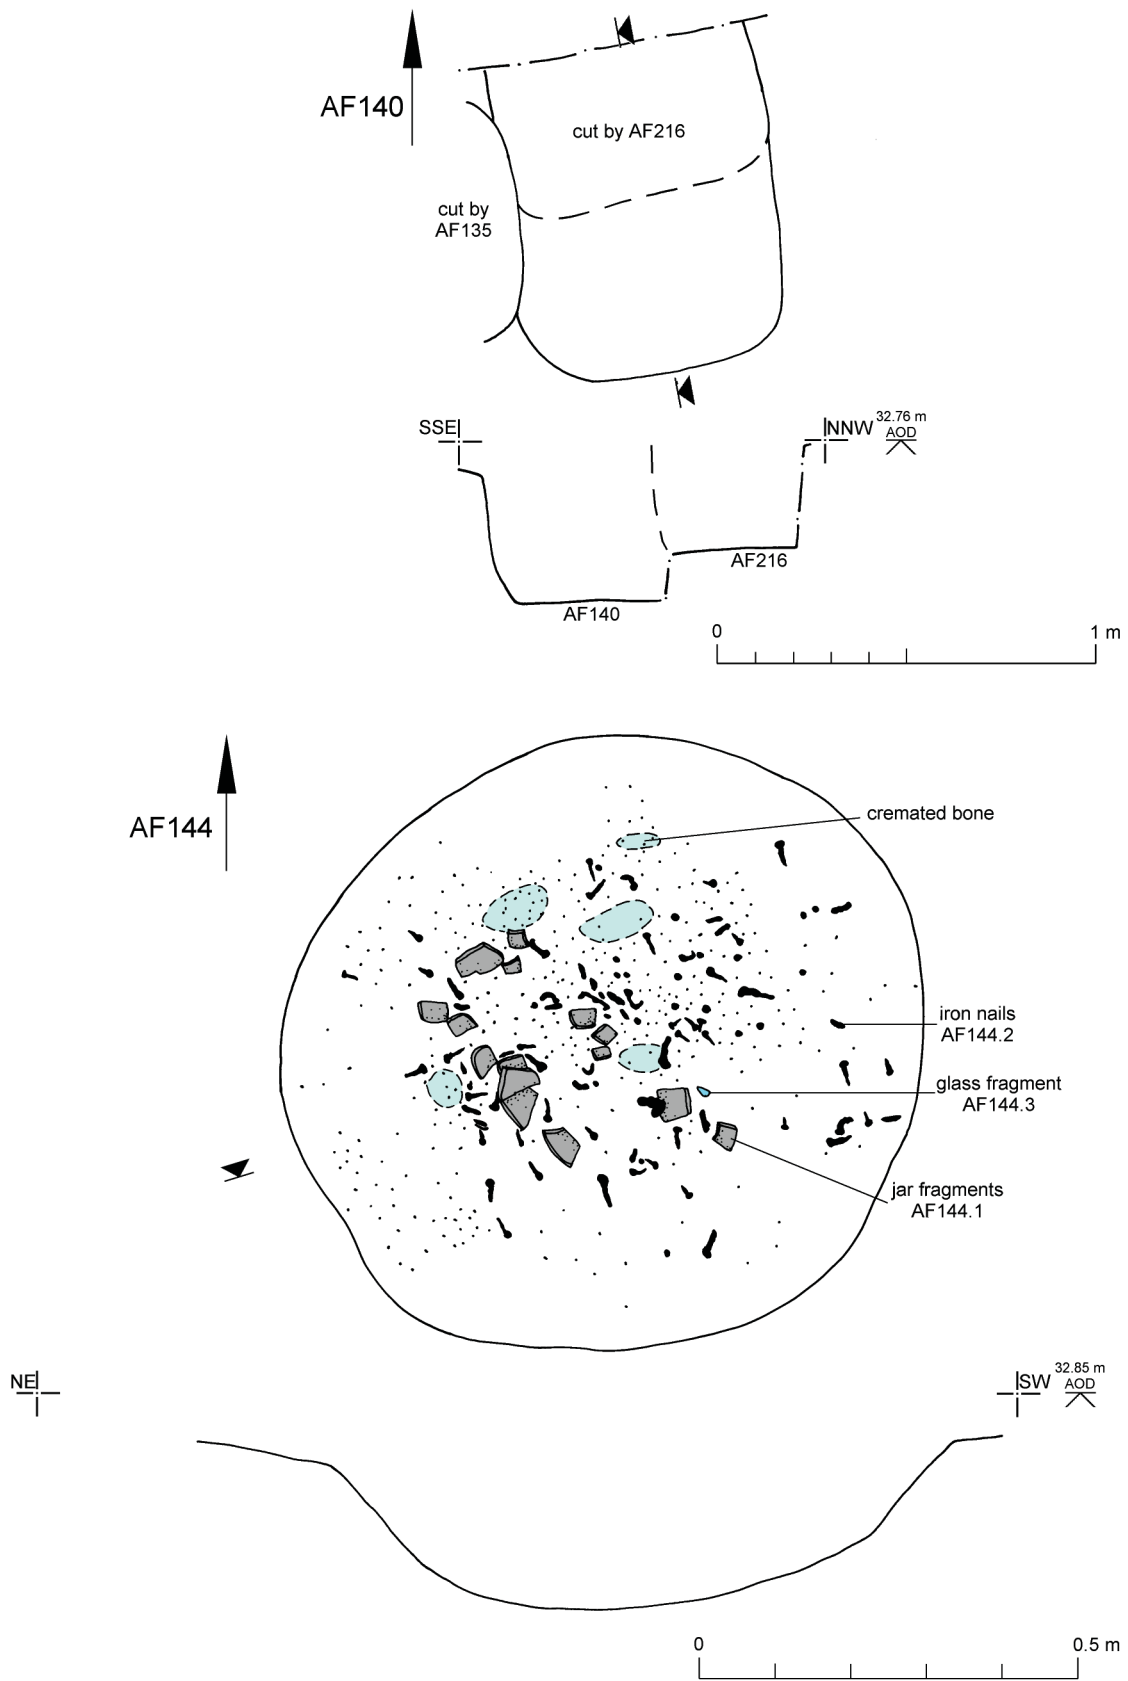 AF140
cut by AF216
cut by
AF135
SSE
NNW
32.76 m
AOD
AF216
AF140
0
1 m
AF144
cremated bone
iron nails
AF144.2
glass fragment
AF144.3
jar fragments
AF144.1
NE
SW
32.85 m
AOD
0
0.5 m